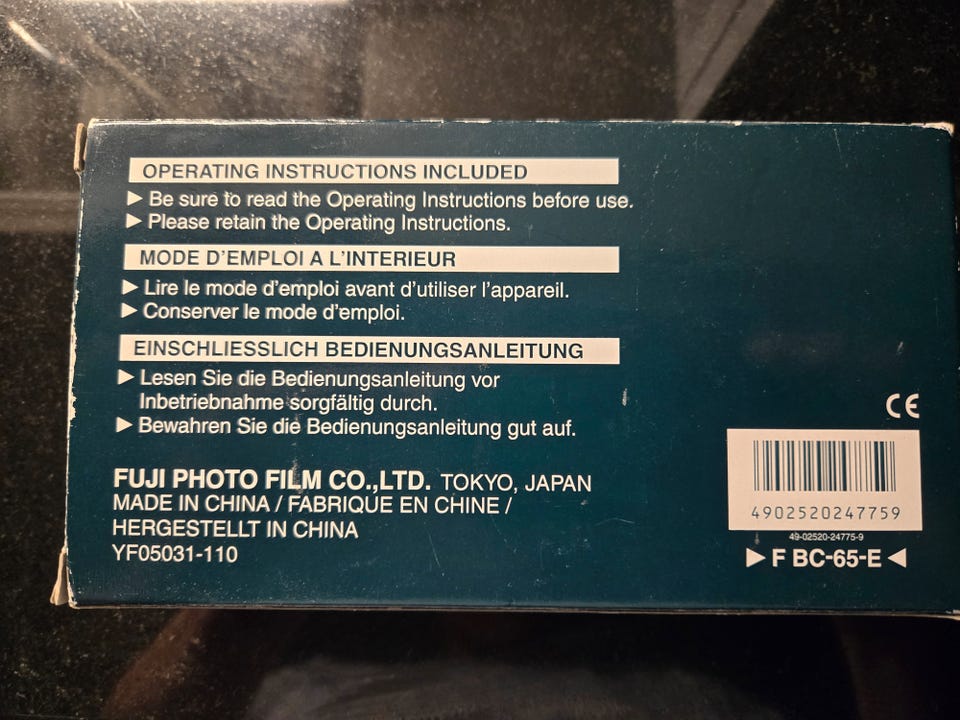 OPERATING INSTRUCTIONS INCLUDED
▶ Be sure to read the Operating Instructions before use.
▶ Please retain the Operating Instructions.
MODE D'EMPLOI A L'INTERIEUR
▶ Lire le mode d'emploi avant d'utiliser l'appareil.
▶ Conserver le mode d'emploi.
EINSCHLIESSLICH BEDIENUNGSANLEITUNG
▶ Lesen Sie die Bedienungsanleitung vor
Inbetriebnahme sorgfältig durch.
▶ Bewahren Sie die Bedienungsanleitung gut auf.
FUJI PHOTO FILM CO.,LTD. TOKYO, JAPAN
MADE IN CHINA / FABRIQUE EN CHINE /
HERGESTELLT IN CHINA
YF05031-110
CE
4902520247759
49-02520-24775-9
▶ F BC-65-E ◀